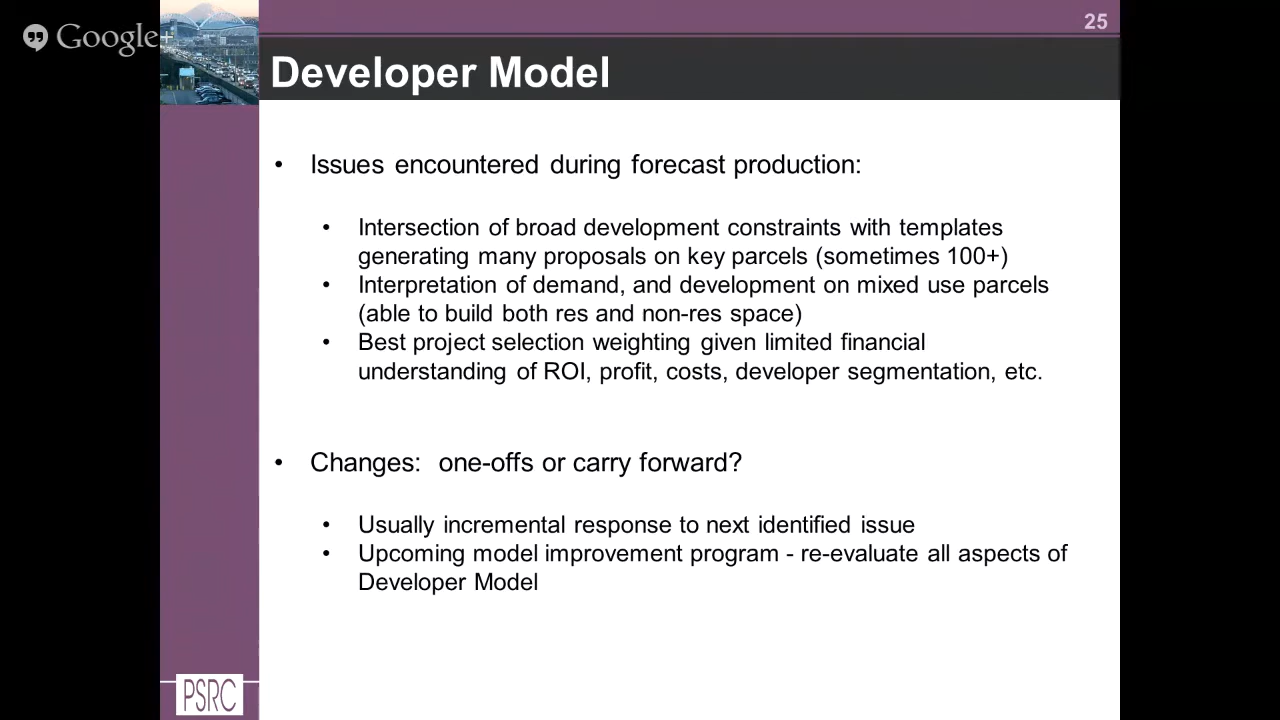 Google+
25
Developer Model
• Issues encountered during forecast production:
• Intersection of broad development constraints with templates
generating many proposals on key parcels (sometimes 100+)
• Interpretation of demand, and development on mixed use parcels
(able to build both res and non-res space)
• Best project selection weighting given limited financial
understanding of ROI, profit, costs, developer segmentation, etc.
• Changes: one-offs or carry forward?
• Usually incremental response to next identified issue
• Upcoming model improvement program - re-evaluate all aspects of
Developer Model
PSRC